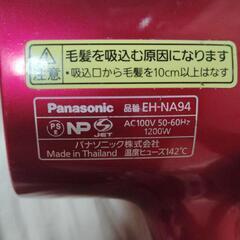 注意
毛髪を吸込む原因になります。
●吸込口から毛髪を10cm以上はなす
Panasonic 品番 EH-NA94
PS E NP JET AC100V 50-60Hz
1200W
パナソニック株式会社
Made in Thailand 温度ヒューズ142℃